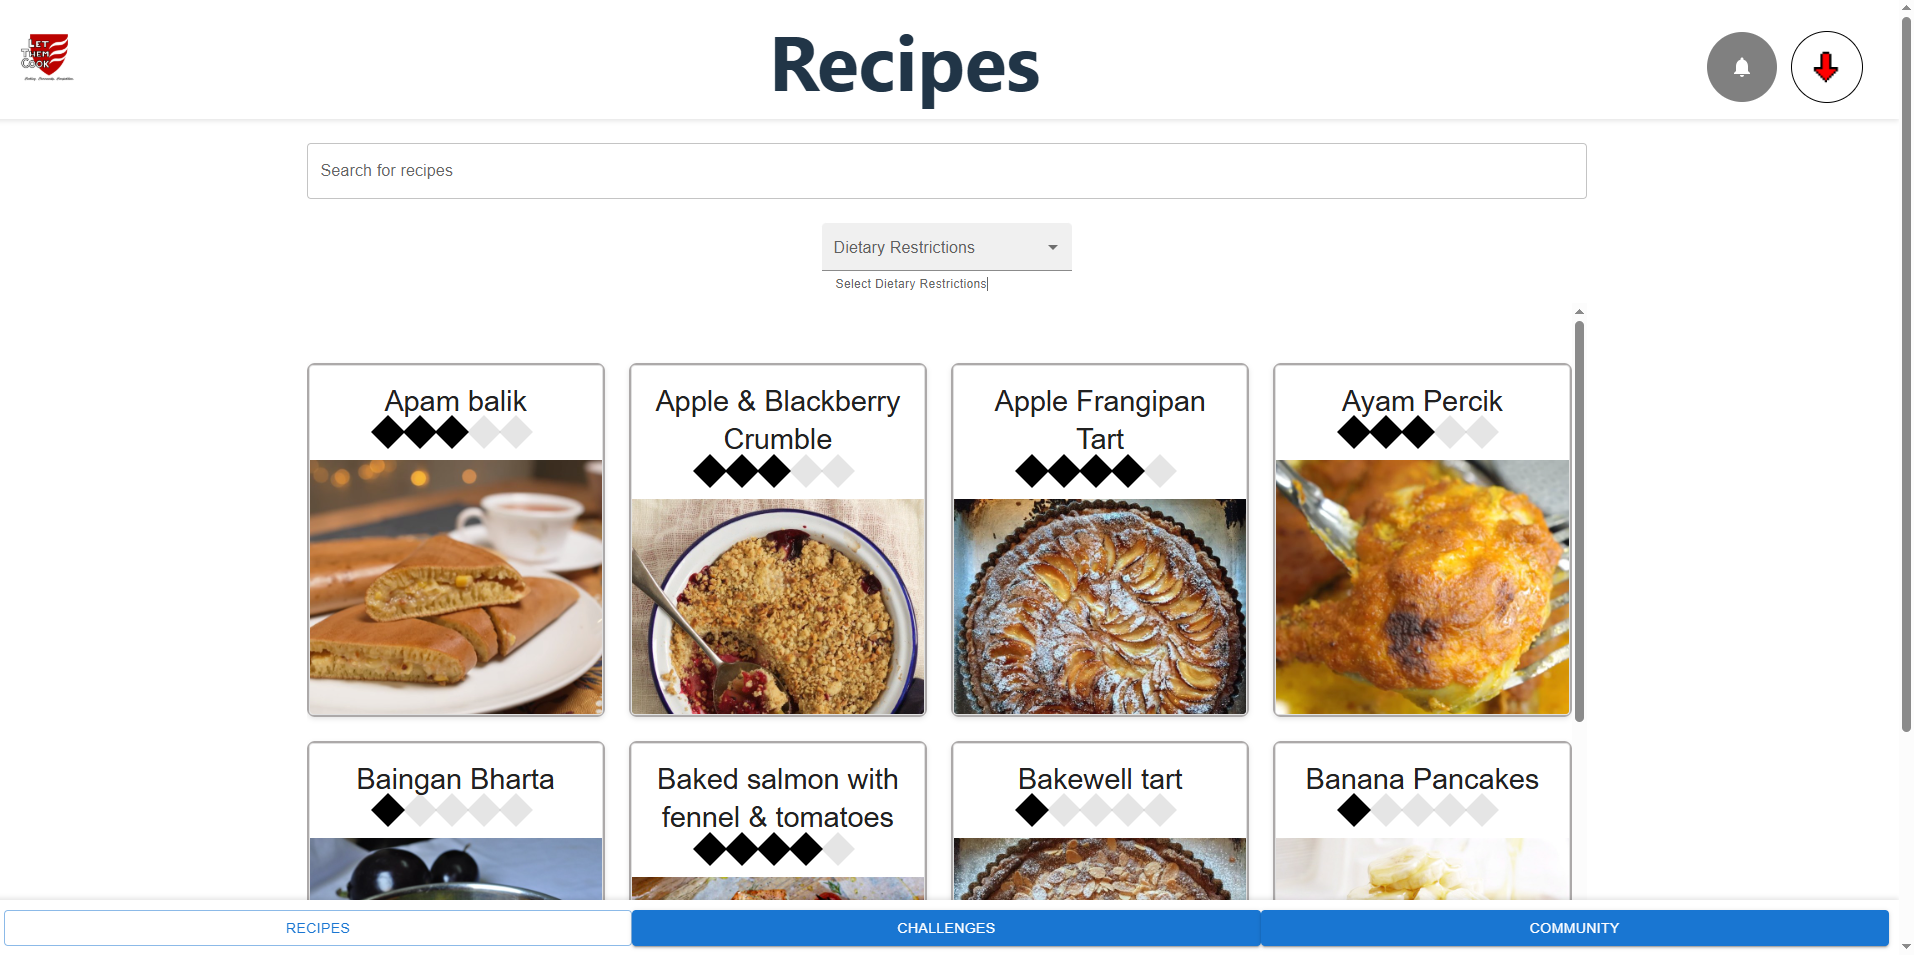 LET
THEM
COOK
Recipes
Search for recipes
Dietary Restrictions
Select Dietary Restrictions
Apam balik
Apple & Blackberry
Crumble
Apple Frangipan
Tart
Ayam Percik
Baingan Bharta
Baked salmon with
fennel & tomatoes
Bakewell tart
Banana Pancakes
RECIPES
CHALLENGES
COMMUNITY